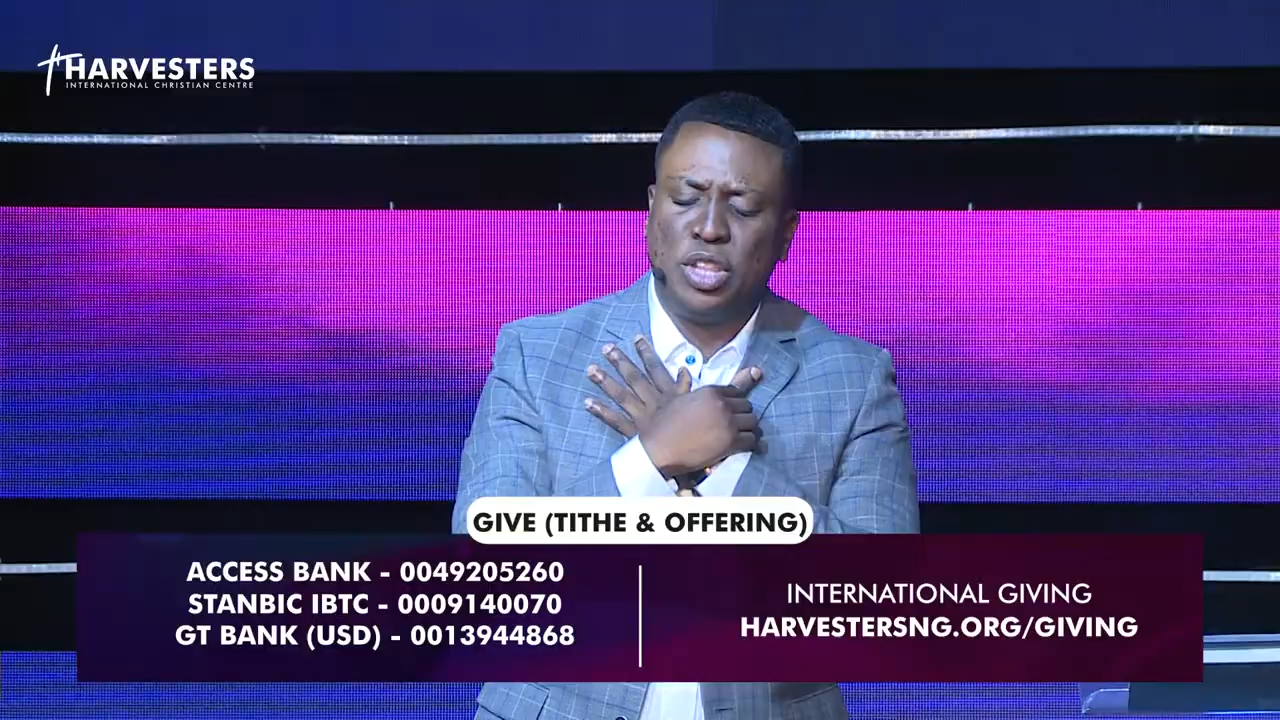 HARVESTERS
INTERNATIONAL CHRISTIAN CENTRE
GIVE (TITHE & OFFERING)
ACCESS BANK - 0049205260
STANBIC IBTC - 0009140070
GT BANK (USD) - 0013944868
INTERNATIONAL GIVING
HARVESTERSNG.ORG/GIVING